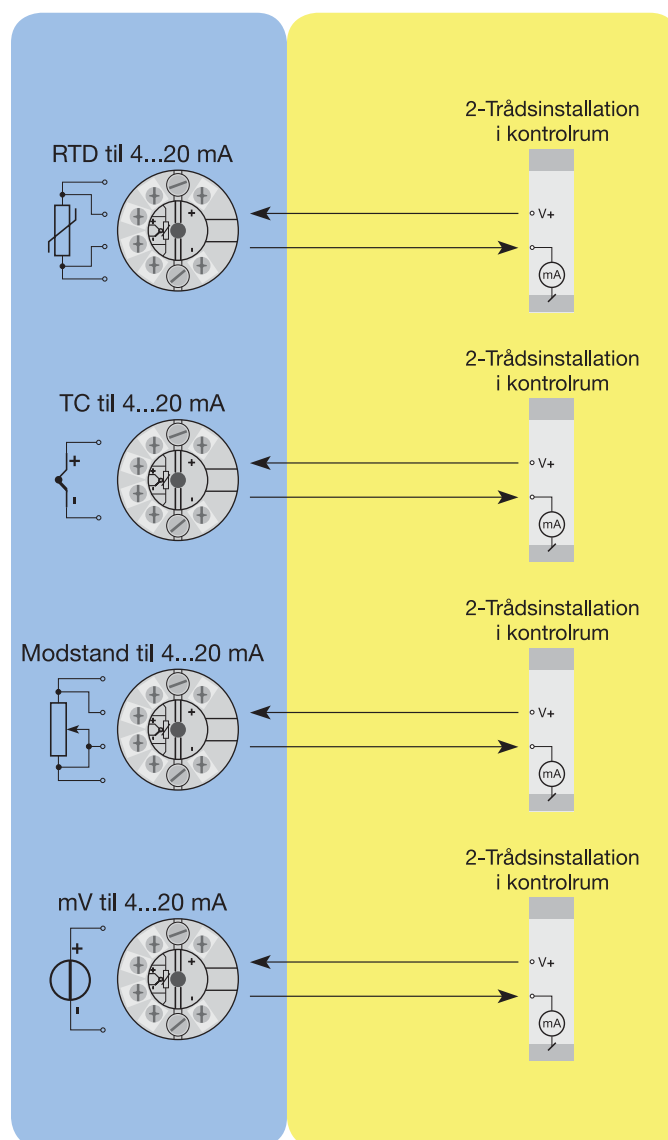 2-Trådsinstallation
i kontrolrum
RTD til 4...20 mA
+
-
+
-
V+
mA
2-Trådsinstallation
i kontrolrum
TC til 4...20 mA
+
-
+
-
+
-
V+
mA
2-Trådsinstallation
i kontrolrum
Modstand til 4...20 mA
+
-
+
-
V+
mA
2-Trådsinstallation
i kontrolrum
mV til 4...20 mA
+
-
+
-
+
-
V+
mA